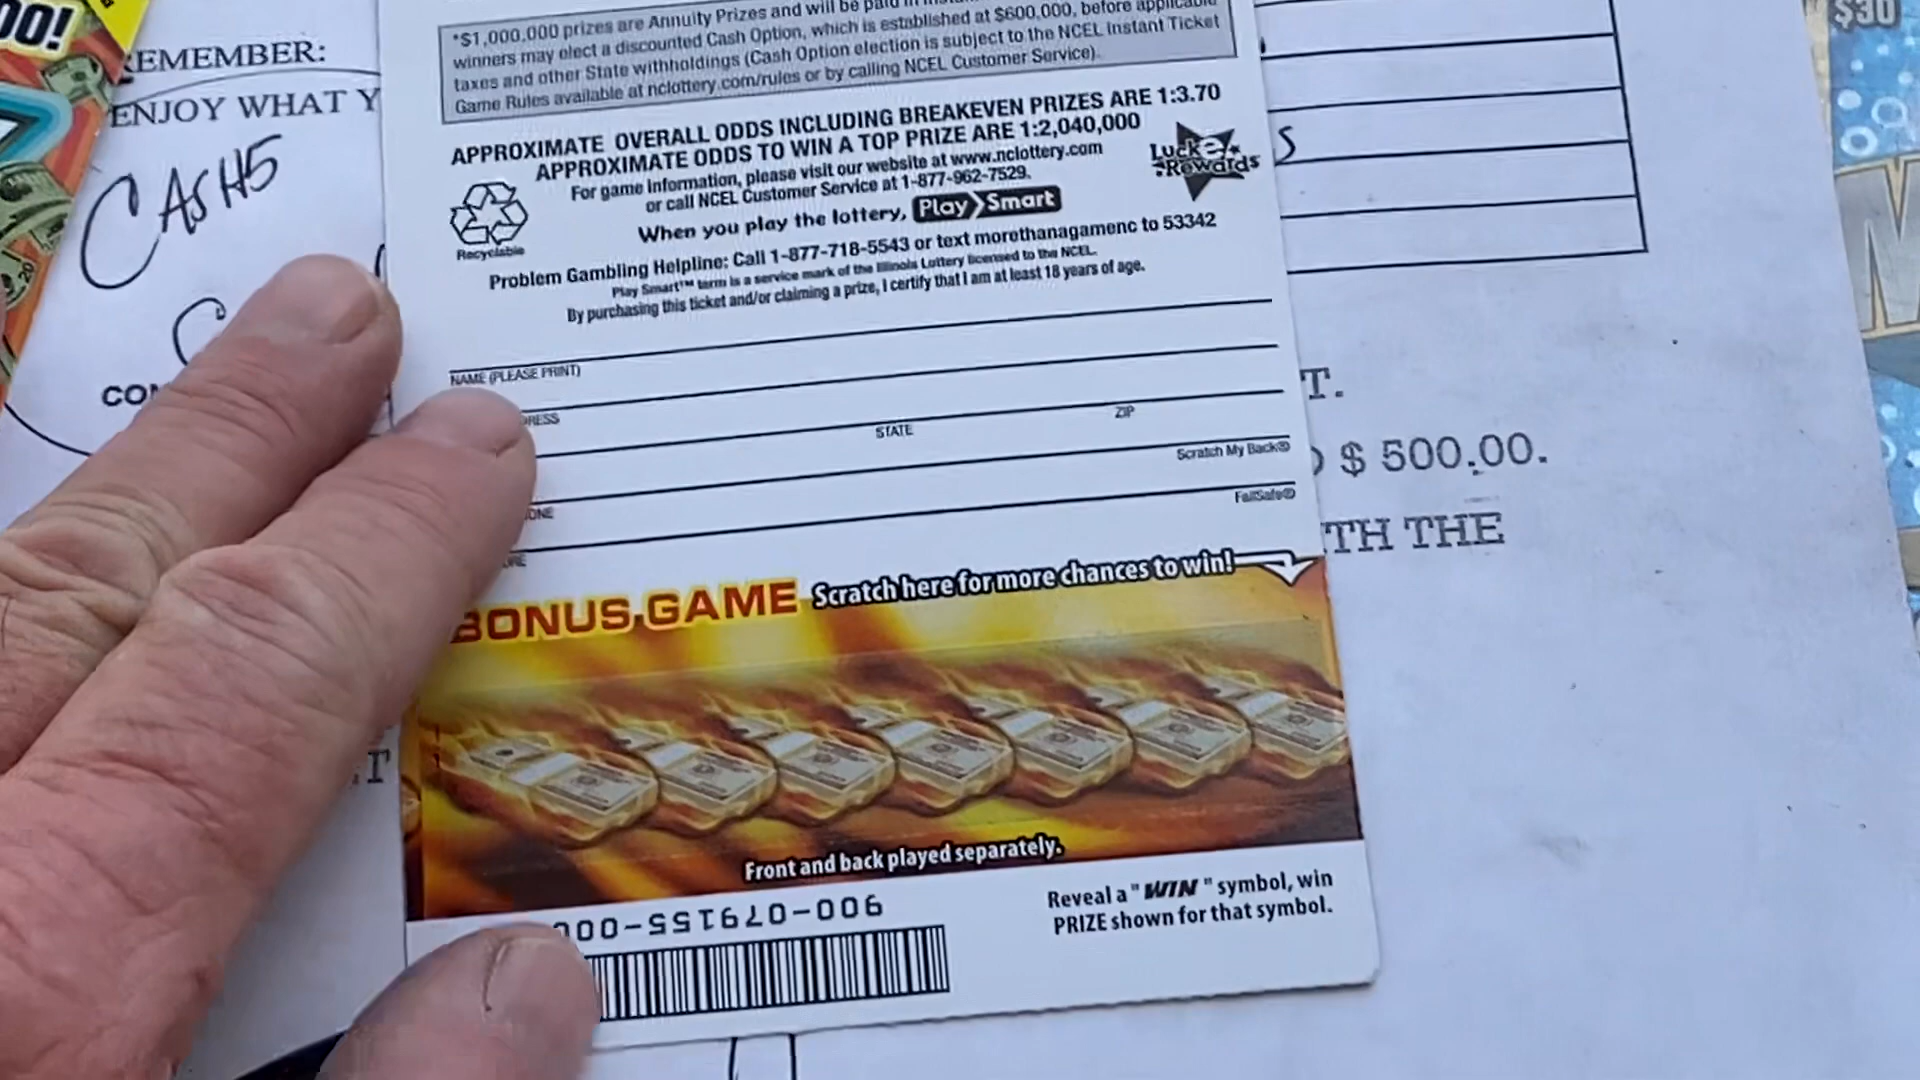 00!
$30
REMEMBER:
ENJOY WHAT Y
CASH5
*$1,000,000 prizes are Annuity Prizes and will be paid in
winners may elect a discounted Cash Option, which is established at $600,000, before applicable
taxes and other State withholdings (Cash Option election is subject to the NCEL Instant Ticket
Game Rules available at nclottery.com/rules or by calling NCEL Customer Service).
APPROXIMATE OVERALL ODDS INCLUDING BREAKEVEN PRIZES ARE 1:3.70
APPROXIMATE ODDS TO WIN A TOP PRIZE ARE 1:2,040,000
For game information, please visit our website at www.nclottery.com
or call NCEL Customer Service at 1-877-962-7529.
Lucke
Rewards
S
Recyclable
When you play the lottery, Play Smart
Problem Gambling Helpline: Call 1-877-718-5543 or text morethanagamenc to 53342
Play Smart™ term is a service mark of the Illinois Lottery licensed to the NCEL.
By purchasing this ticket and/or claiming a prize, I certify that I am at least 18 years of age.
NAME (PLEASE PRINT)
DRESS
STATE
ZIP
Scratch My Back®
ONE
FailSafe®
T.
$ 500.00.
TH THE
BONUS GAME Scratch here for more chances to win!
Front and back played separately.
900-079155-000
Reveal a "WIN" symbol, win
PRIZE shown for that symbol.